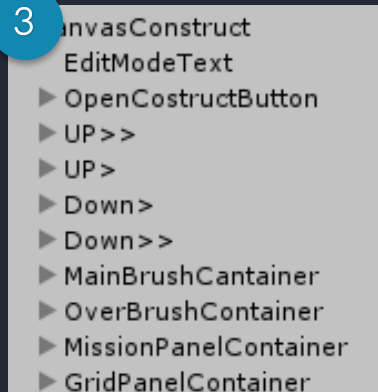 3
anvasConstruct
EditModeText
OpenCostructButton
UP>>
UP>
Down>
Down>>
MainBrushCantainer
OverBrushContainer
MissionPanelContainer
GridPanelContainer